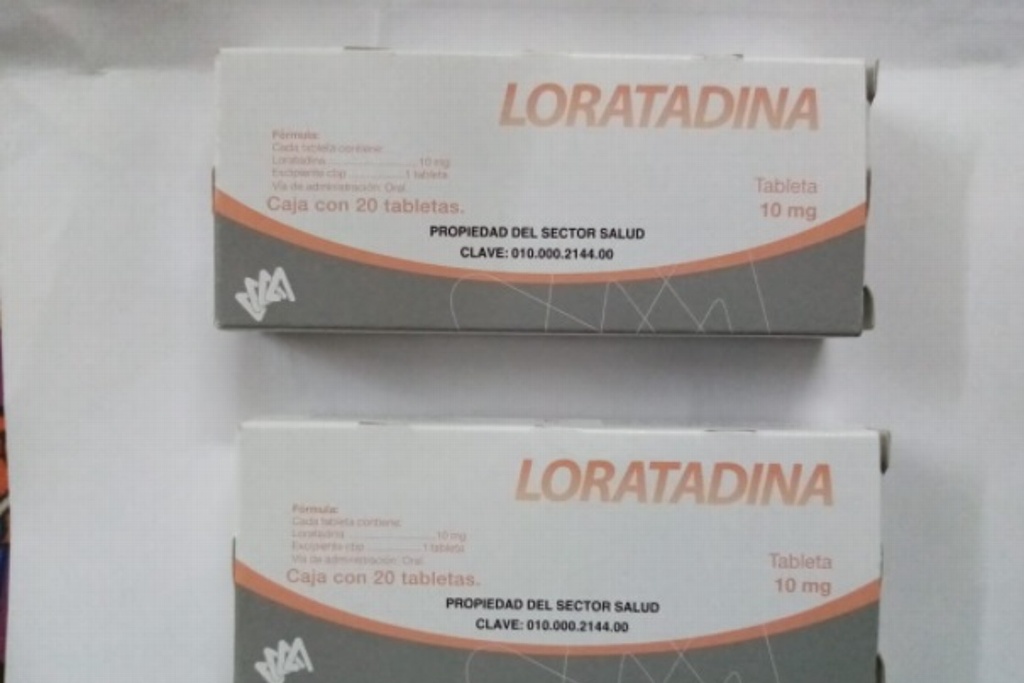 LORATADINA
Fórmula:
Cada tableta contiene:
Loratadina..........................10 mg
Excipiente cbp ................1 tableta
Vía de administración: Oral.
Caja con 20 tabletas.
Tableta
10 mg
PROPIEDAD DEL SECTOR SALUD
CLAVE: 010.000.2144.00
LORATADINA
Fórmula:
Cada tableta contiene:
Loratadina..........................10 mg
Excipiente cbp ................1 tableta
Vía de administración: Oral.
Caja con 20 tabletas.
Tableta
10 mg
PROPIEDAD DEL SECTOR SALUD
CLAVE: 010.000.2144.00